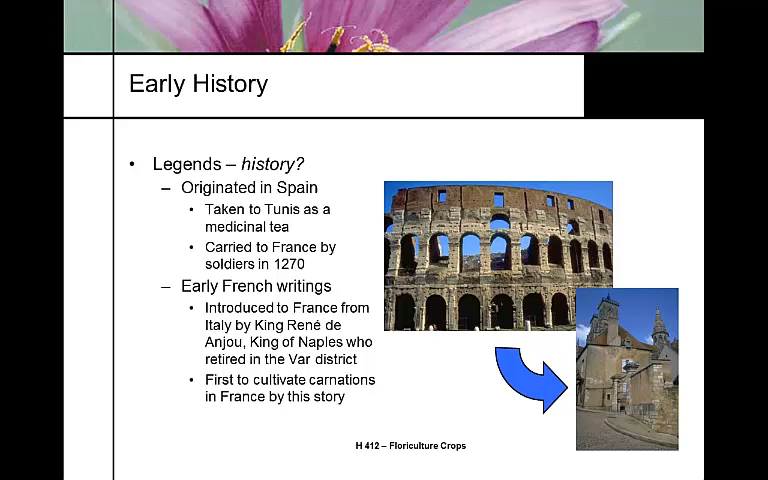 Early History
• Legends – history?
– Originated in Spain
• Taken to Tunis as a
medicinal tea
• Carried to France by
soldiers in 1270
– Early French writings
• Introduced to France from
Italy by King René de
Anjou, King of Naples who
retired in the Var district
• First to cultivate carnations
in France by this story
H 412 – Floriculture Crops